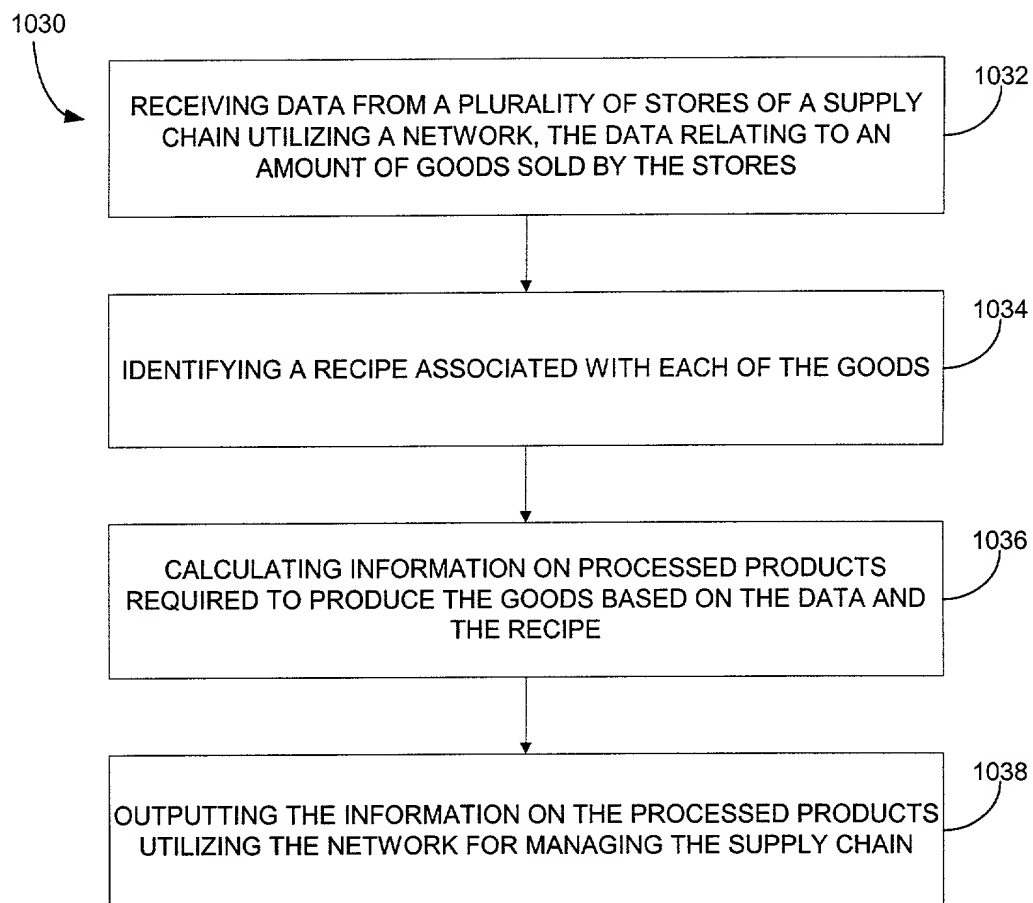 1030
1032
RECEIVING DATA FROM A PLURALITY OF STORES OF A SUPPLY
CHAIN UTILIZING A NETWORK, THE DATA RELATING TO AN
AMOUNT OF GOODS SOLD BY THE STORES
1034
IDENTIFYING A RECIPE ASSOCIATED WITH EACH OF THE GOODS
1036
CALCULATING INFORMATION ON PROCESSED PRODUCTS
REQUIRED TO PRODUCE THE GOODS BASED ON THE DATA AND
THE RECIPE
1038
OUTPUTTING THE INFORMATION ON THE PROCESSED PRODUCTS
UTILIZING THE NETWORK FOR MANAGING THE SUPPLY CHAIN